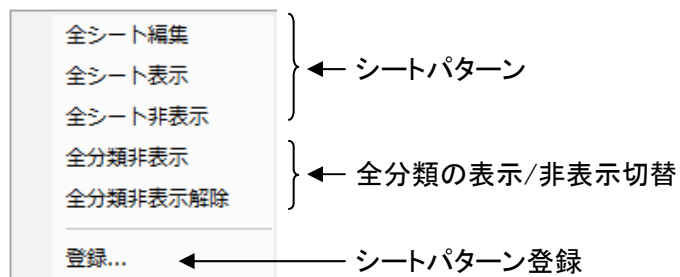 全シート編集
全シート表示
シートパターン
全シート非表示
全分類非表示
全分類の表示/非表示切替
全分類非表示解除
登録...
シートパターン登録